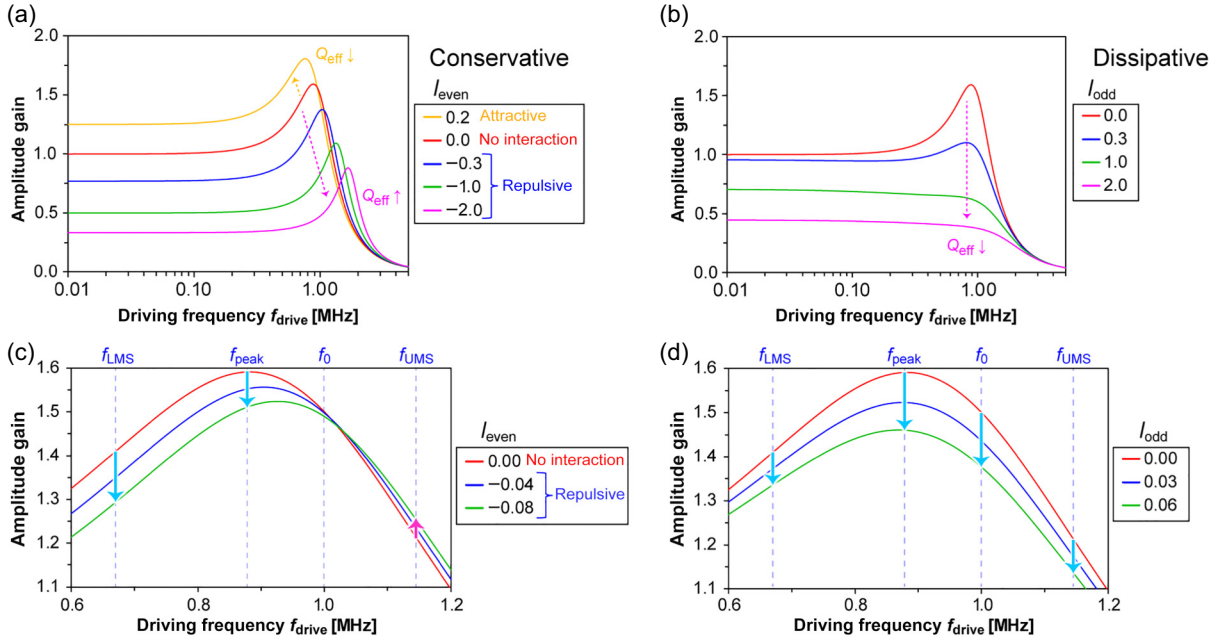 (a)
Amplitude gain
2.0
1.5
1.0
0.5
0.0
0.01
0.10
1.00
Driving frequency f_drive [MHz]
Q_eff ↓
Q_eff ↑
Conservative
I_even
0.2 Attractive
0.0 No interaction
−0.3
−1.0 Repulsive
−2.0
(b)
Amplitude gain
2.0
1.5
1.0
0.5
0.0
0.01
0.10
1.00
Driving frequency f_drive [MHz]
Q_eff ↓
Dissipative
I_odd
0.0
0.3
1.0
2.0
(c)
f_LMS f_peak f_0 f_UMS
Amplitude gain
1.6
1.5
1.4
1.3
1.2
1.1
0.6 0.8 1.0 1.2
Driving frequency f_drive [MHz]
I_even
0.00 No interaction
−0.04
Repulsive
−0.08
(d)
f_LMS f_peak f_0 f_UMS
Amplitude gain
1.6
1.5
1.4
1.3
1.2
1.1
0.6 0.8 1.0 1.2
Driving frequency f_drive [MHz]
I_odd
0.00
0.03
0.06